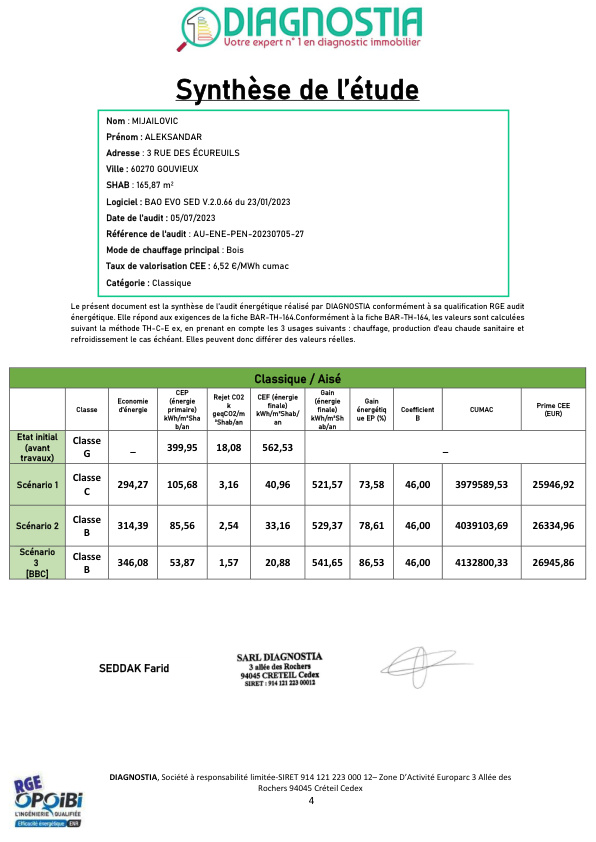 DIAGNOSTIA
Votre expert n°1 en diagnostic immobilier
Synthèse de l'étude
Nom : MIJAILOVIC
Prénom : ALEKSANDAR
Adresse : 3 RUE DES ÉCUREUILS
Ville : 60270 GOUVIEUX
SHAB : 165,87 m²
Logiciel : BAO EVO SED V.2.0.66 du 23/01/2023
Date de l'audit : 05/07/2023
Référence de l'audit : AU-ENE-PEN-20230705-27
Mode de chauffage principal : Bois
Taux de valorisation CEE : 6,52 €/MWh cumac
Catégorie : Classique
Le présent document est la synthèse de l'audit énergétique réalisé par DIAGNOSTIA conformément à sa qualification RGE audit
énergétique. Elle répond aux exigences de la fiche BAR-TH-164.Conformément à la fiche BAR-TH-164, les valeurs sont calculées
suivant la méthode TH-C-E ex, en prenant en compte les 3 usages suivants : chauffage, production d'eau chaude sanitaire et
refroidissement le cas échéant. Elles peuvent donc différer des valeurs réelles.
Classique / Aisé
Classe
Economie
d'énergie
CEP
(énergie
primaire)
kWh/m²Sha
b/an
Rejet CO2
k
geqCO2/m
²Shab/an
CEF (énergie
finale)
kWh/m²Shab/
an
Gain
(énergie
finale)
kWh/m²Sh
ab/an
Gain
énergétiq
ue EP (%)
Coefficient
B
CUMAC
Prime CEE
(EUR)
Etat initial
(avant
travaux)
Classe
G
_
399,95
18,08
562,53
_
Scénario 1
Classe
C
294,27
105,68
3,16
40,96
521,57
73,58
46,00
3979589,53
25946,92
Scénario 2
Classe
B
314,39
85,56
2,54
33,16
529,37
78,61
46,00
4039103,69
26334,96
Scénario
3
[BBC]
Classe
B
346,08
53,87
1,57
20,88
541,65
86,53
46,00
4132800,33
26945,86
SEDDAK Farid
SARL DIAGNOSTIA
3 allée des Rochers
94045 CRETEIL Cedex
SIRET : 914 121 223 00012
DIAGNOSTIA, Société à responsabilité limitée-SIRET 914 121 223 000 12– Zone D'Activité Europarc 3 Allée des
Rochers 94045 Créteil Cedex
4
RGE
OPQiBi
L'INGÉNIERIE QUALIFIÉE
Efficacité énergétique
ENR